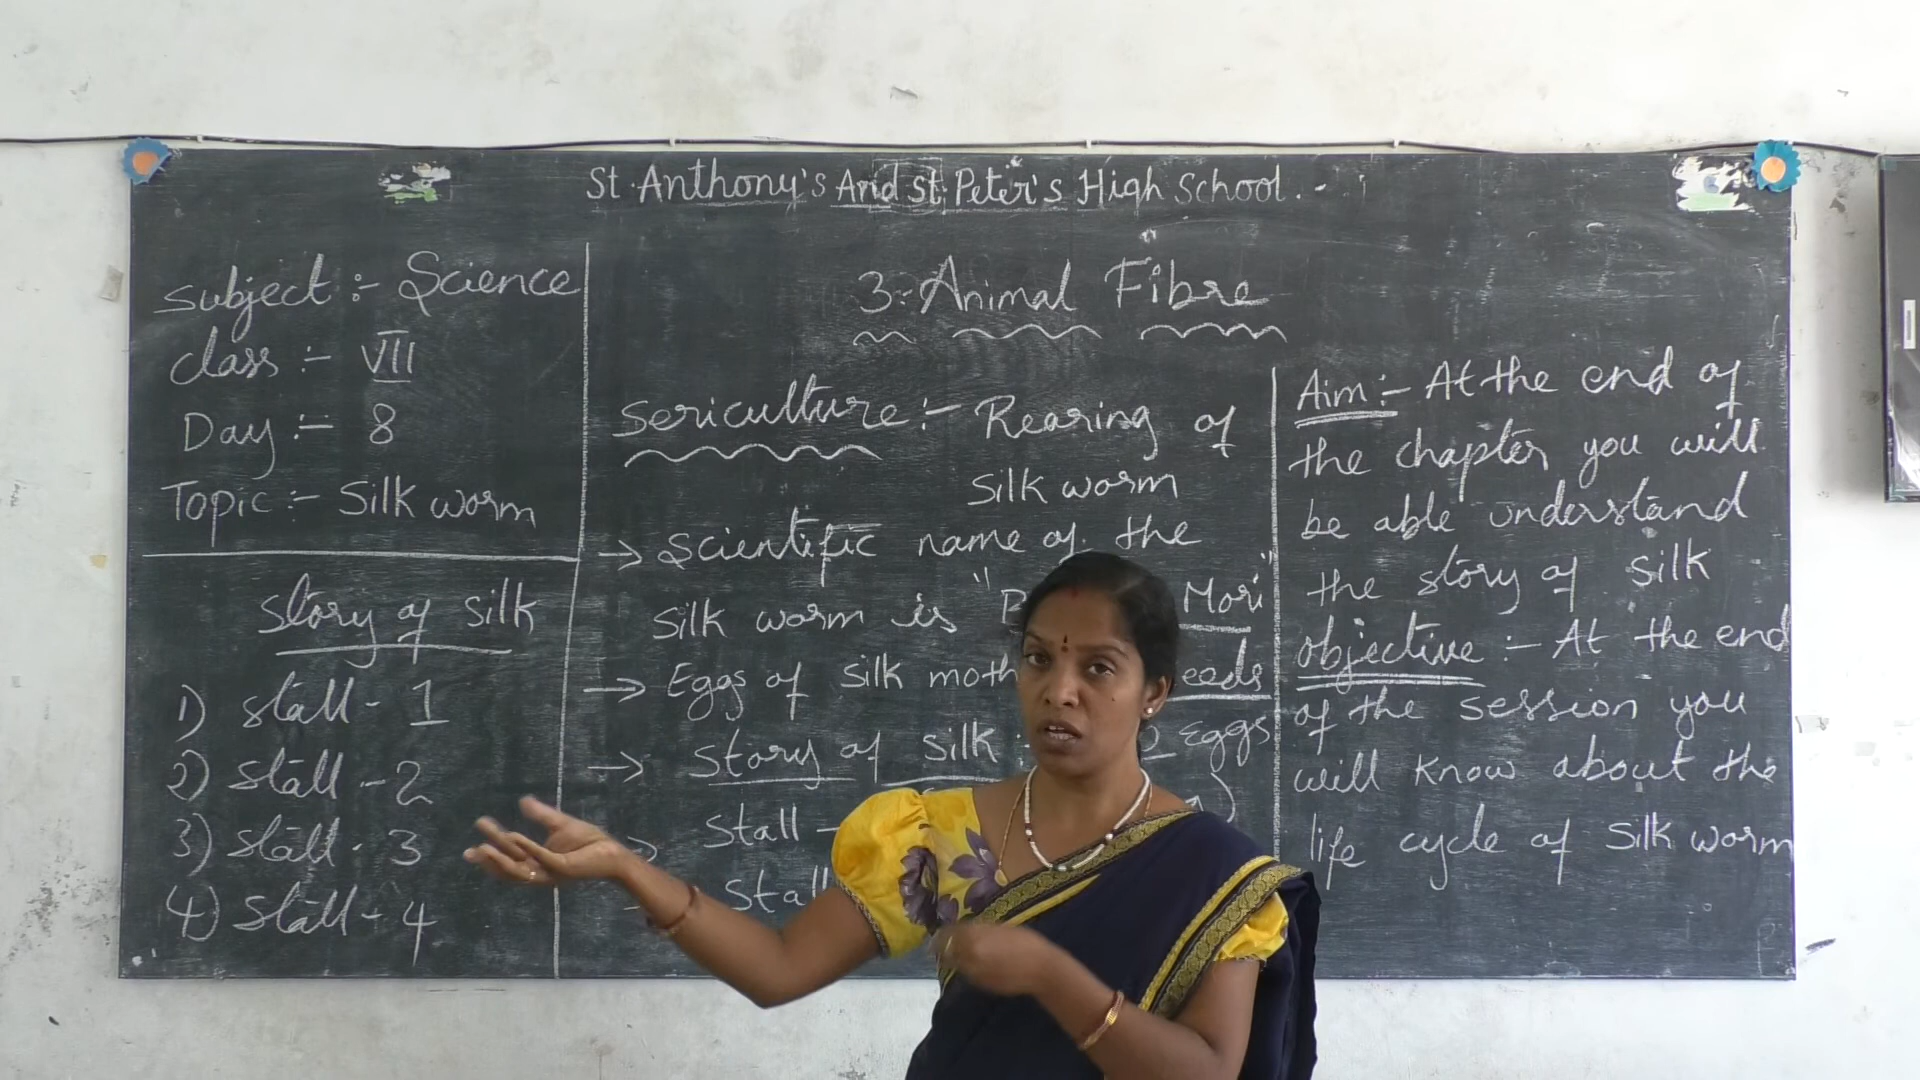 St. Anthony's And St. Peter's High School.
Subject :- Science
Class :- VII
Day :- 8
Topic :- Silk worm
Story of silk
1) Stall - 1
2) Stall - 2
3) Stall - 3
4) Stall - 4
3:- Animal Fibre
Sericulture :- Rearing of
Silk worm
→ Scientific name of the
silk worm is " Mori"
→ Eggs of silk moth
→ Story of silk : Eggs
Stall -
Aim :- At the end of
the chapter you will
be able understand
the story of silk
objective :- At the end
of the session you
will know about the
life cycle of silk worm